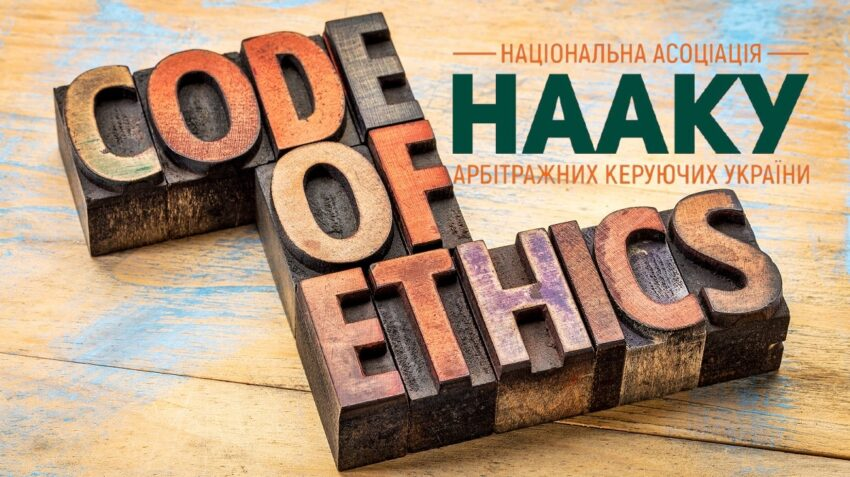 CODE
OF
ETHICS
НАЦІОНАЛЬНА АСОЦІАЦІЯ
НААКУ
АРБІТРАЖНИХ КЕРУЮЧИХ УКРАЇНИ